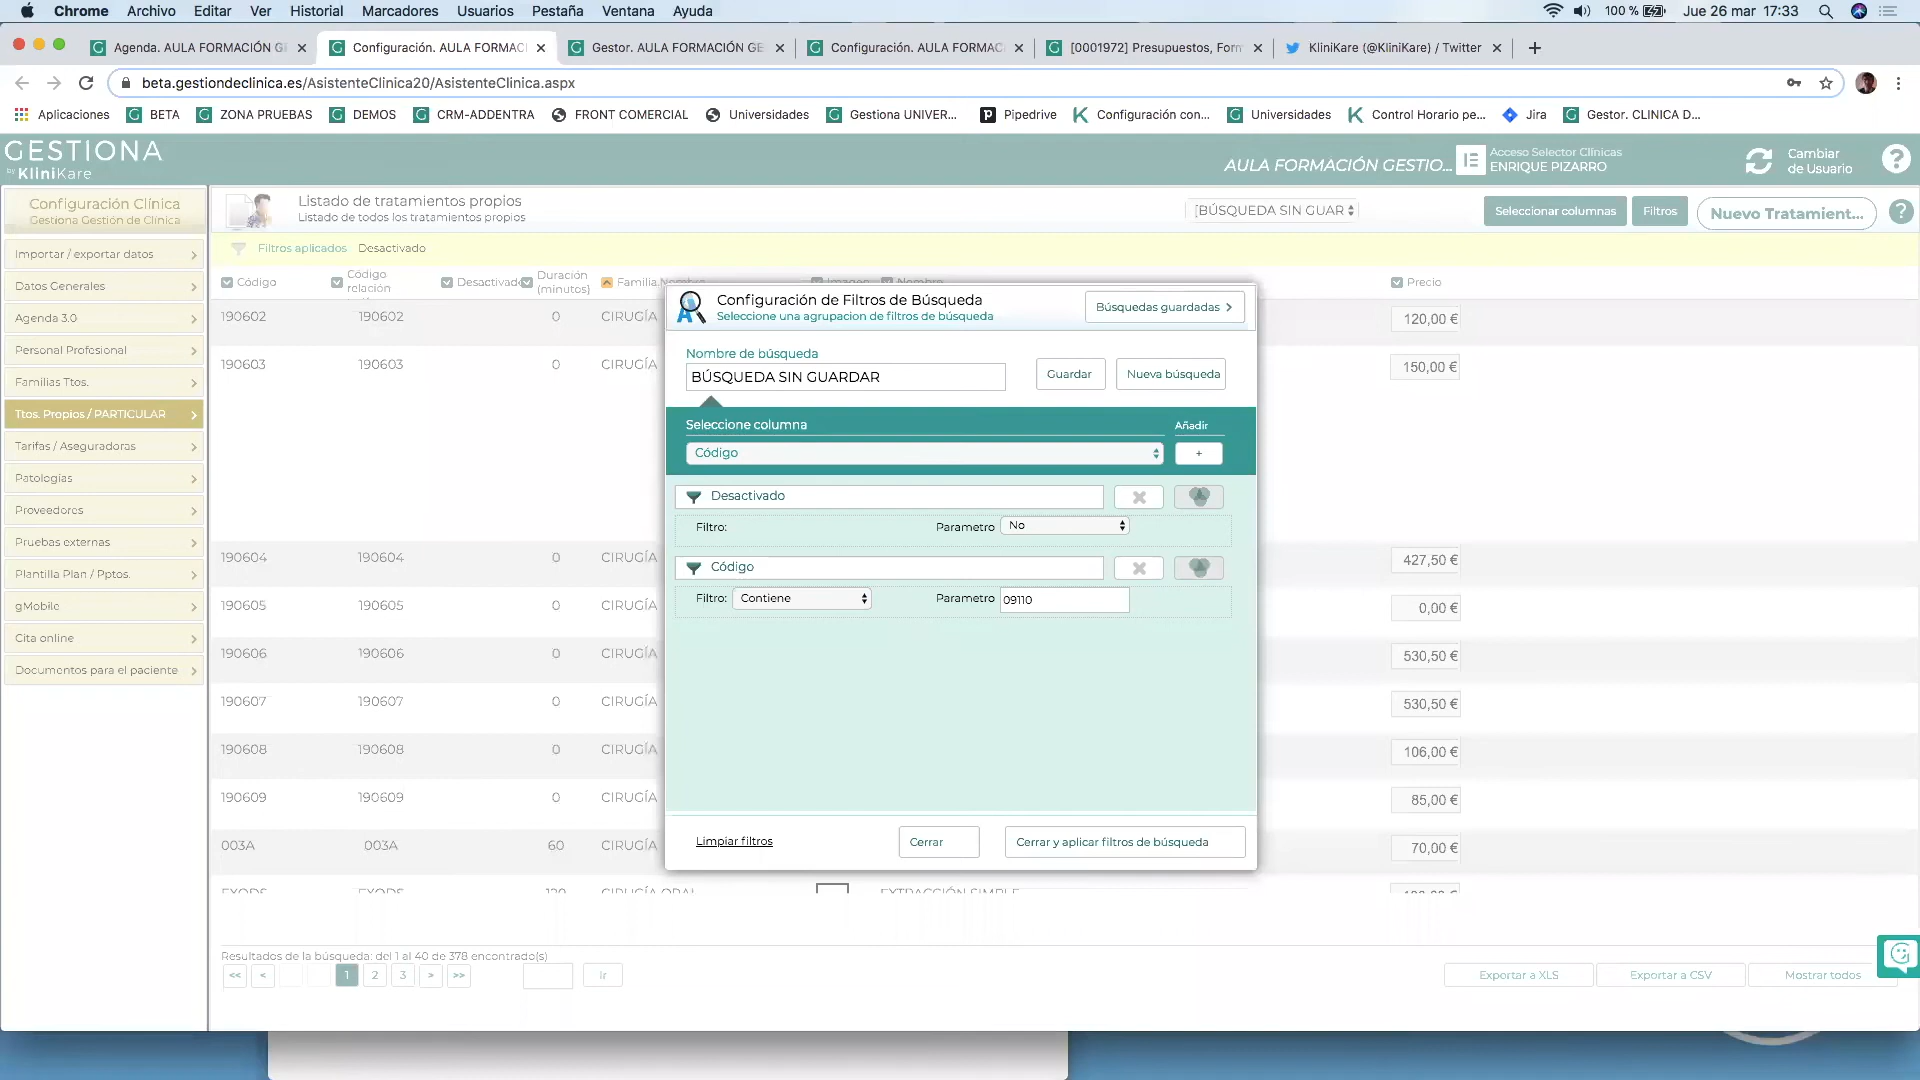 Chrome Archivo Editar Ver Historial Marcadores Usuarios Pestaña Ventana Ayuda 100 % Jue 26 mar 17:33
Agenda. AULA FORMACIÓN G Configuración. AULA FORMAC Gestor. AULA FORMACIÓN GE Configuración. AULA FORMAC [0001972] Presupuestos, Form KliniKare (@KliniKare) / Twitter
beta.gestiondeclinica.es/AsistenteClinica20/AsistenteClinica.aspx
Aplicaciones BETA ZONA PRUEBAS DEMOS CRM-ADDENTRA FRONT COMERCIAL Universidades Gestiona UNIVER... Pipedrive Configuración con... Universidades Control Horario pe... Jira Gestor. CLINICA D...
GESTIONA
by KliniKare
AULA FORMACIÓN GESTIO...
Acceso Selector Clínicas
ENRIQUE PIZARRO
Cambiar
de Usuario
?
Configuración Clínica
Gestiona Gestión de Clínica
Importar / exportar datos
Datos Generales
Agenda 3.0
Personal Profesional
Familias Ttos.
Ttos. Propios / PARTICULAR
Tarifas / Aseguradoras
Patologías
Proveedores
Pruebas externas
Plantilla Plan / Pptos.
gMobile
Cita online
Documentos para el paciente
Listado de tratamientos propios
Listado de todos los tratamientos propios
[BÚSQUEDA SIN GUAR
Seleccionar columnas Filtros Nuevo Tratamient... ?
Filtros aplicados Desactivado
Código Código relación Desactivado Duración (minutos) Familia.Nombre Imagen Nombre Precio
190602 190602 0 CIRUGÍA 120,00 €
190603 190603 0 CIRUGÍA 150,00 €
190604 190604 0 CIRUGÍA 427,50 €
190605 190605 0 CIRUGÍA 0,00 €
190606 190606 0 CIRUGÍA 530,50 €
190607 190607 0 CIRUGÍA 530,50 €
190608 190608 0 CIRUGÍA 106,00 €
190609 190609 0 CIRUGÍA 85,00 €
003A 003A 60 CIRUGÍA 70,00 €
EXODS EXODS 120 CIRUGÍA ORAL EXTRACCIÓN SIMPLE
Configuración de Filtros de Búsqueda
Seleccione una agrupacion de filtros de búsqueda
Búsquedas guardadas
Nombre de búsqueda
BÚSQUEDA SIN GUARDAR
Guardar Nueva búsqueda
Seleccione columna Añadir
Código +
Desactivado
Filtro: Parametro No
Código
Filtro: Contiene Parametro 09110
Limpiar filtros Cerrar Cerrar y aplicar filtros de búsqueda
Resultados de la búsqueda: del 1 al 40 de 378 encontrado(s)
<< < 1 2 3 > >> Ir
Exportar a XLS Exportar a CSV Mostrar todos